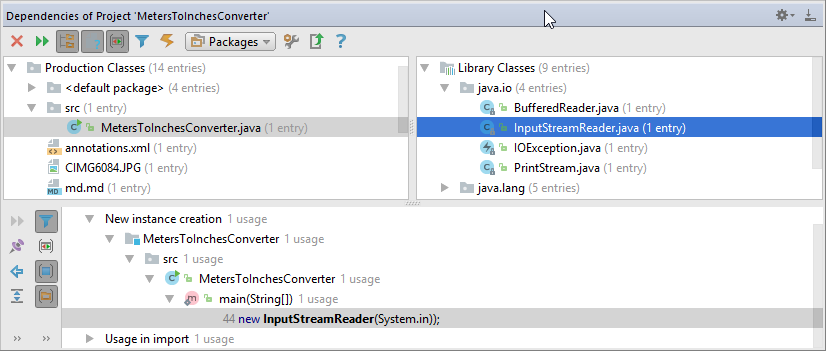 Dependencies of Project 'MetersToInchesConverter'
Packages
Production Classes (14 entries)
<default package> (4 entries)
src (1 entry)
MetersToInchesConverter.java (1 entry)
annotations.xml (1 entry)
CIMG6084.JPG (1 entry)
md.md (1 entry)
Library Classes (9 entries)
java.io (4 entries)
BufferedReader.java (1 entry)
InputStreamReader.java (1 entry)
IOException.java (1 entry)
PrintStream.java (1 entry)
java.lang (5 entries)
New instance creation 1 usage
MetersToInchesConverter 1 usage
src 1 usage
MetersToInchesConverter 1 usage
main(String[]) 1 usage
44 new InputStreamReader(System.in));
Usage in import 1 usage